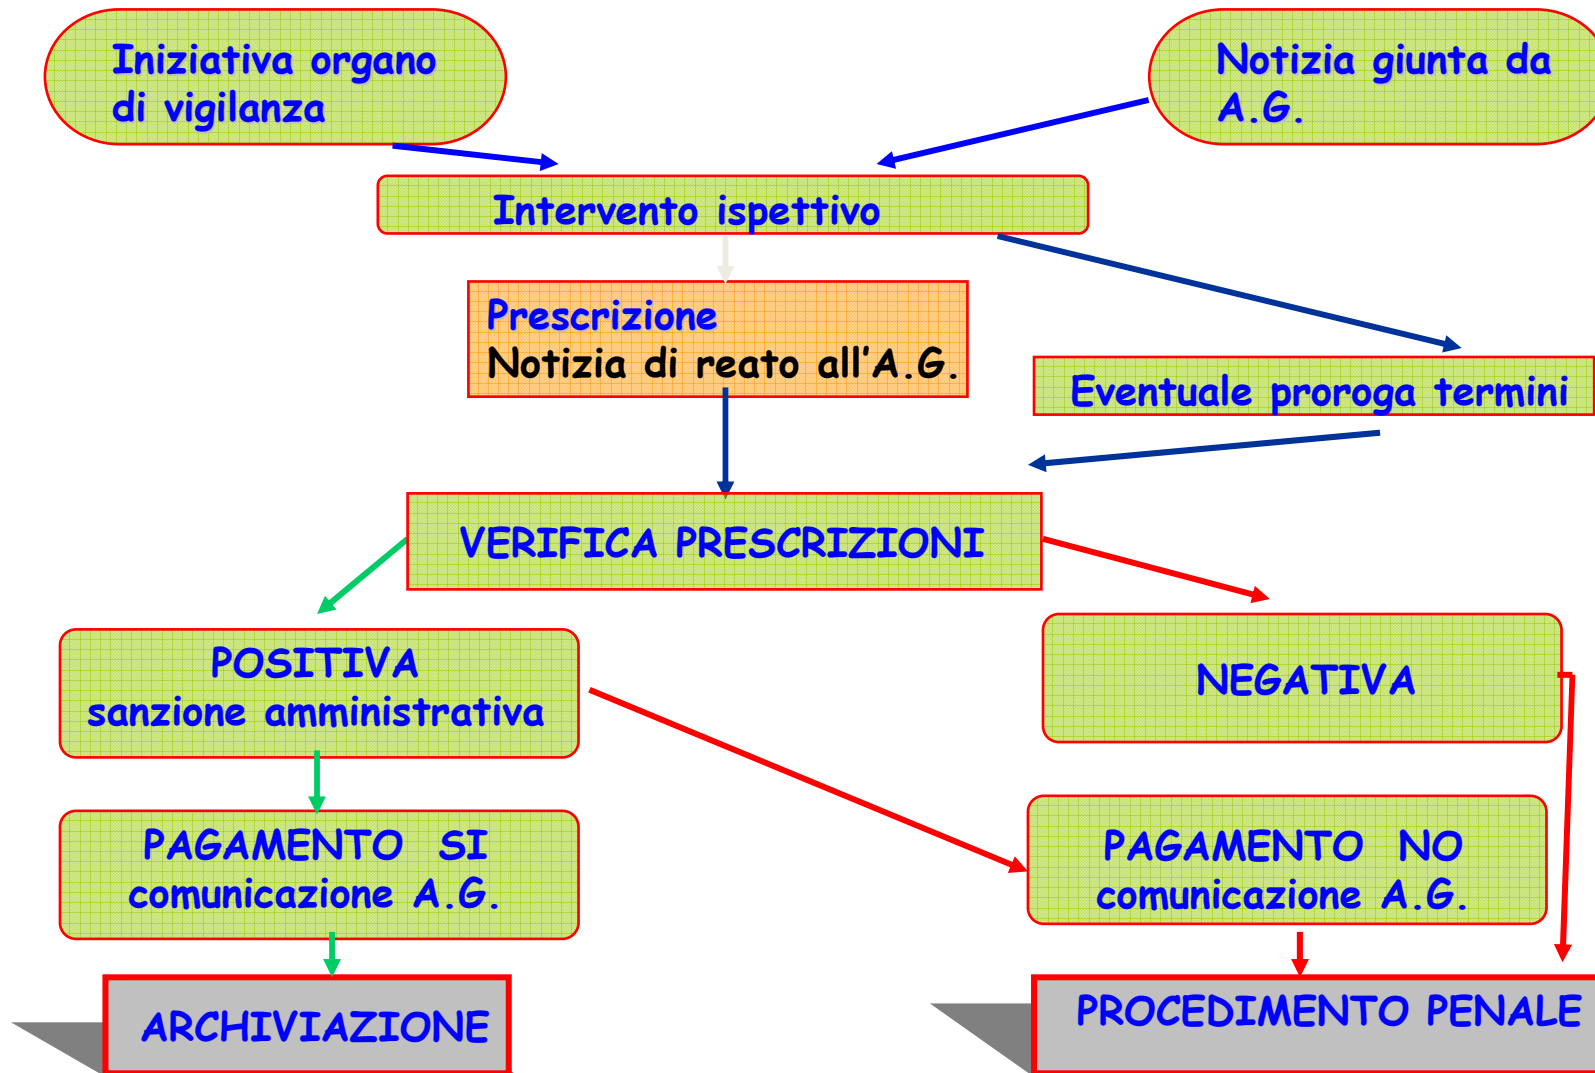 Iniziativa organo
di vigilanza
Notizia giunta da
A.G.
Intervento ispettivo
Prescrizione
Notizia di reato all'A.G.
Eventuale proroga termini
VERIFICA PRESCRIZIONI
POSITIVA
sanzione amministrativa
NEGATIVA
PAGAMENTO SI
comunicazione A.G.
PAGAMENTO NO
comunicazione A.G.
ARCHIVIAZIONE
PROCEDIMENTO PENALE